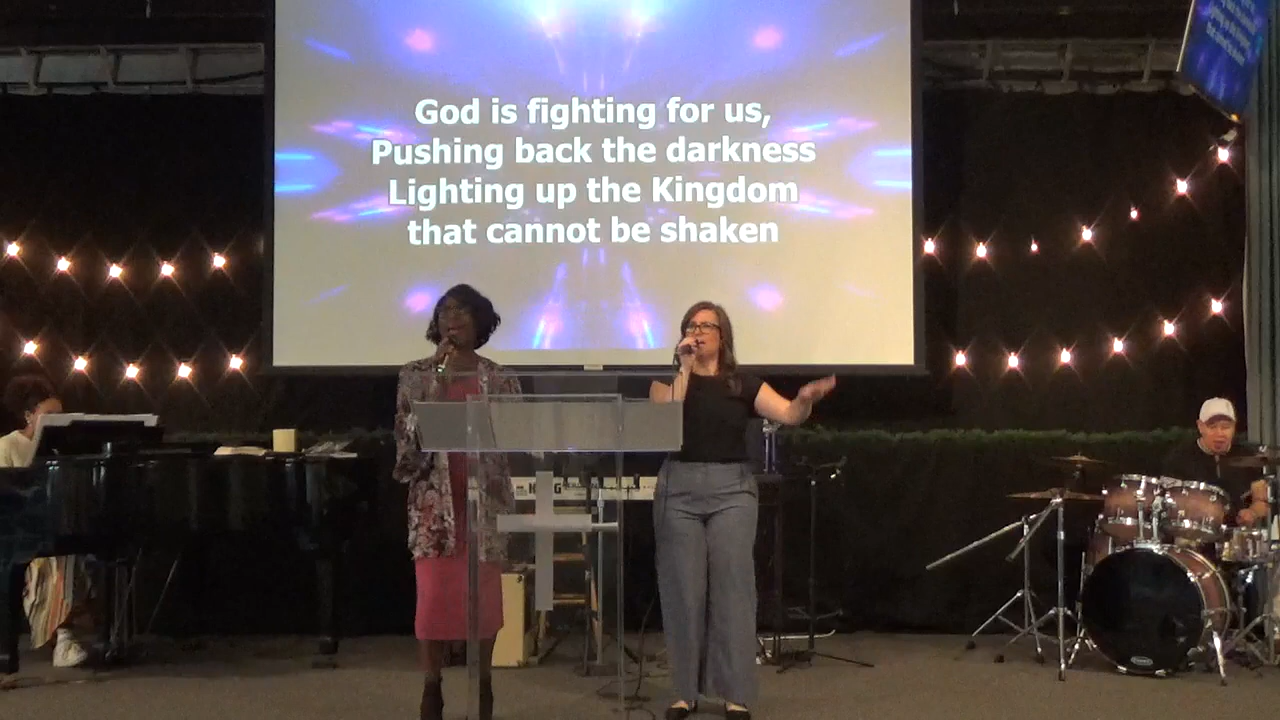 God is fighting for us,
Pushing back the darkness
Lighting up the Kingdom
that cannot be shaken